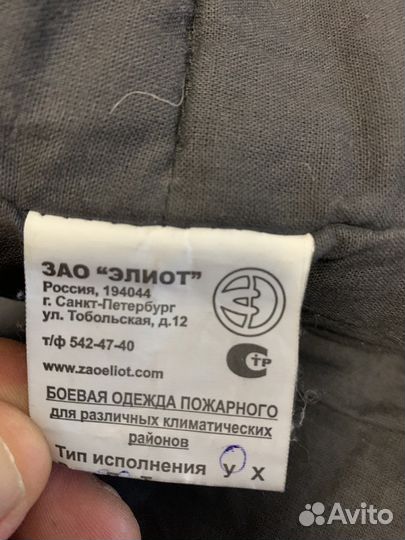 ЗАО “ЭЛИОТ”
Россия, 194044
г. Санкт-Петербург
ул. Тобольская, д.12
т/ф 542-47-40
www.zaoeliot.com
БОЕВАЯ ОДЕЖДА ПОЖАРНОГО
для различных климатических
районов
Тип исполнения У Х
Avito